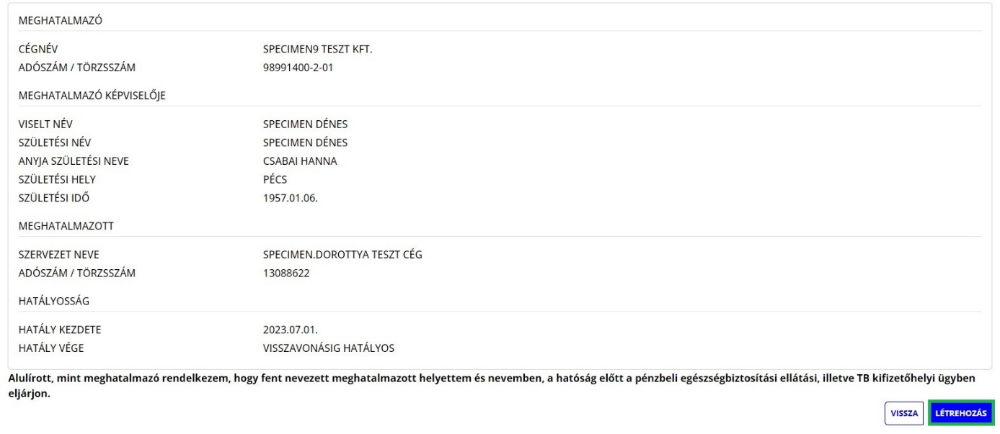 MEGHATALMAZÓ
CÉGNÉV SPECIMEN9 TESZT KFT.
ADÓSZÁM / TÖRZSSZÁM 98991400-2-01
MEGHATALMAZÓ KÉPVISELŐJE
VISELT NÉV SPECIMEN DÉNES
SZÜLETÉSI NÉV SPECIMEN DÉNES
ANYJA SZÜLETÉSI NEVE CSABAI HANNA
SZÜLETÉSI HELY PÉCS
SZÜLETÉSI IDŐ 1957.01.06.
MEGHATALMAZOTT
SZERVEZET NEVE SPECIMEN.DOROTTYA TESZT CÉG
ADÓSZÁM / TÖRZSSZÁM 13088622
HATÁLYOSSÁG
HATÁLY KEZDETE 2023.07.01.
HATÁLY VÉGE VISSZAVONÁSIG HATÁLYOS
Alulírott, mint meghatalmazó rendelkezem, hogy fent nevezett meghatalmazott helyettem és nevemben, a hatóság előtt a pénzbeli egészségbiztosítási ellátási, illetve TB kifizetőhelyi ügyben
eljárjon.
VISSZA LÉTREHOZÁS